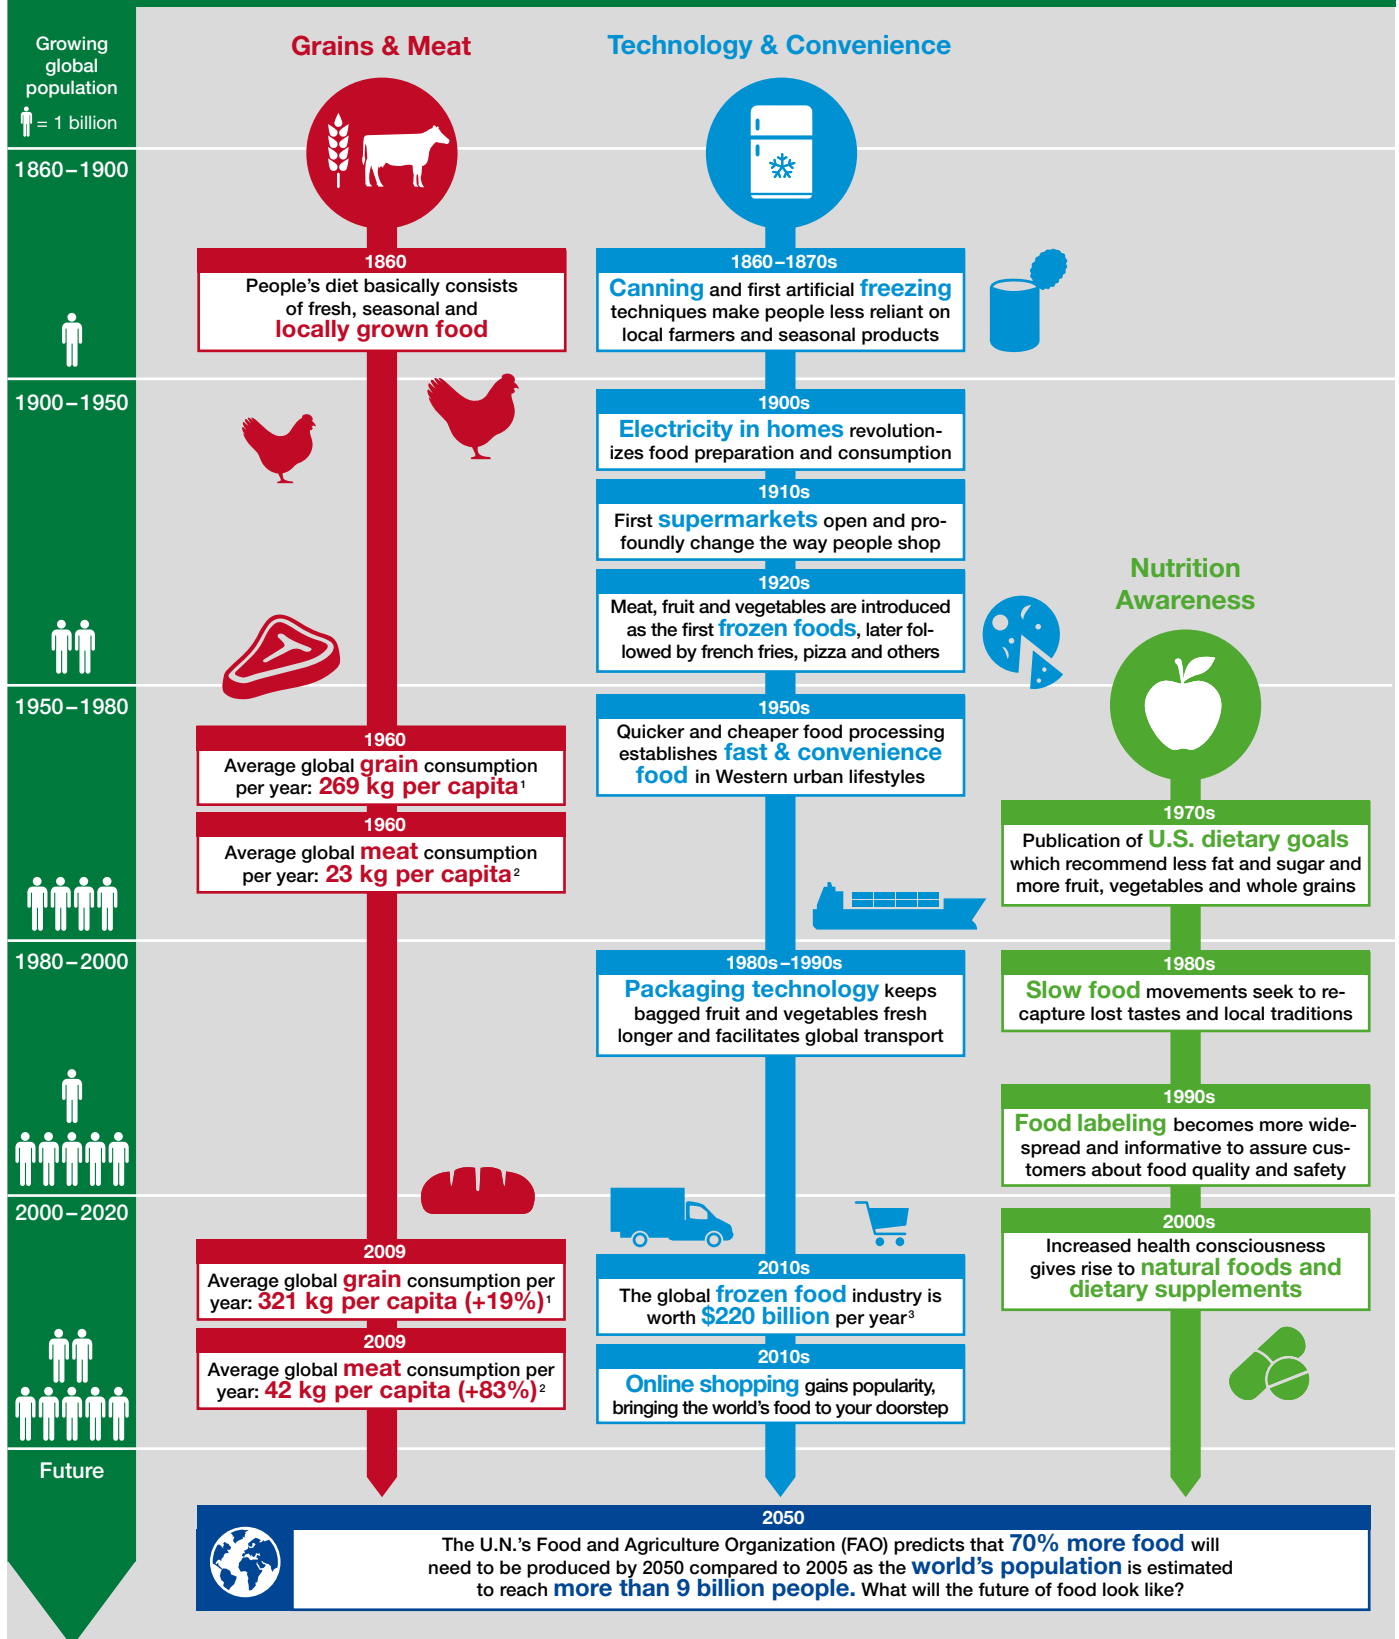 Growing
global
population
= 1 billion
Grains & Meat
Technology & Convenience
1860–1900
1860
People's diet basically consists
of fresh, seasonal and
locally grown food
1860–1870s
Canning and first artificial freezing
techniques make people less reliant on
local farmers and seasonal products
1900–1950
1900s
Electricity in homes revolution-
izes food preparation and consumption
1910s
First supermarkets open and pro-
foundly change the way people shop
1920s
Meat, fruit and vegetables are introduced
as the first frozen foods, later fol-
lowed by french fries, pizza and others
Nutrition
Awareness
1950–1980
1960
Average global grain consumption
per year: 269 kg per capita¹
1960
Average global meat consumption
per year: 23 kg per capita²
1950s
Quicker and cheaper food processing
establishes fast & convenience
food in Western urban lifestyles
1970s
Publication of U.S. dietary goals
which recommend less fat and sugar and
more fruit, vegetables and whole grains
1980–2000
1980s–1990s
Packaging technology keeps
bagged fruit and vegetables fresh
longer and facilitates global transport
1980s
Slow food movements seek to re-
capture lost tastes and local traditions
1990s
Food labeling becomes more wide-
spread and informative to assure cus-
tomers about food quality and safety
2000–2020
2009
Average global grain consumption per
year: 321 kg per capita (+19%)¹
2009
Average global meat consumption per
year: 42 kg per capita (+83%)²
2010s
The global frozen food industry is
worth $220 billion per year³
2010s
Online shopping gains popularity,
bringing the world's food to your doorstep
2000s
Increased health consciousness
gives rise to natural foods and
dietary supplements
Future
2050
The U.N.'s Food and Agriculture Organization (FAO) predicts that 70% more food will
need to be produced by 2050 compared to 2005 as the world's population is estimated
to reach more than 9 billion people. What will the future of food look like?